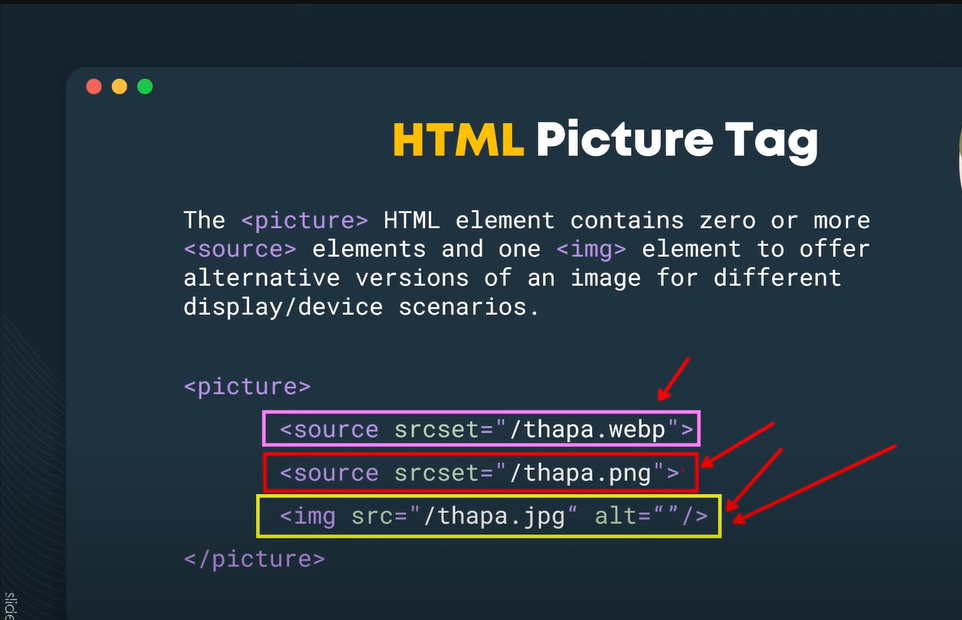 HTML Picture Tag
The <picture> HTML element contains zero or more
<source> elements and one <img> element to offer
alternative versions of an image for different
display/device scenarios.
<picture>
<source srcset="/thapa.webp">
<source srcset="/thapa.png">
<img src="/thapa.jpg“ alt=“”/>
</picture>
slide